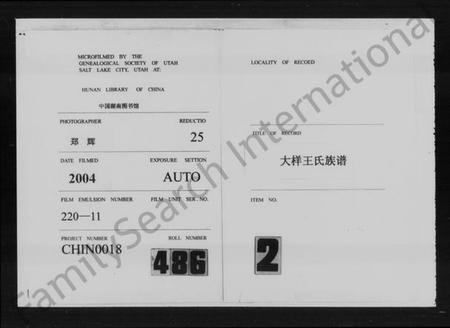 MICROFILMED BY THE
GENEALOGICAL SOCIETY OF UTAH
SALT LAKE CITY, UTAH AT:
HUNAN LIBRARY OF CHINA
中国湖南图书馆
PHOTOGRAPHER REDUCTIO
郑 辉 25
DATE FILMED EXPOSURE SETTION
2004 AUTO
FILM EMULSION NUMBER FILM UNIT SER. NO.
220—11
PROJECT NUMBER ROLL NUMBER
CHIN0018 486
LOCALITY OF RECOED
TITLE OF RECORD
大样王氏族谱
ITEM NO.
2
FamilySearch International